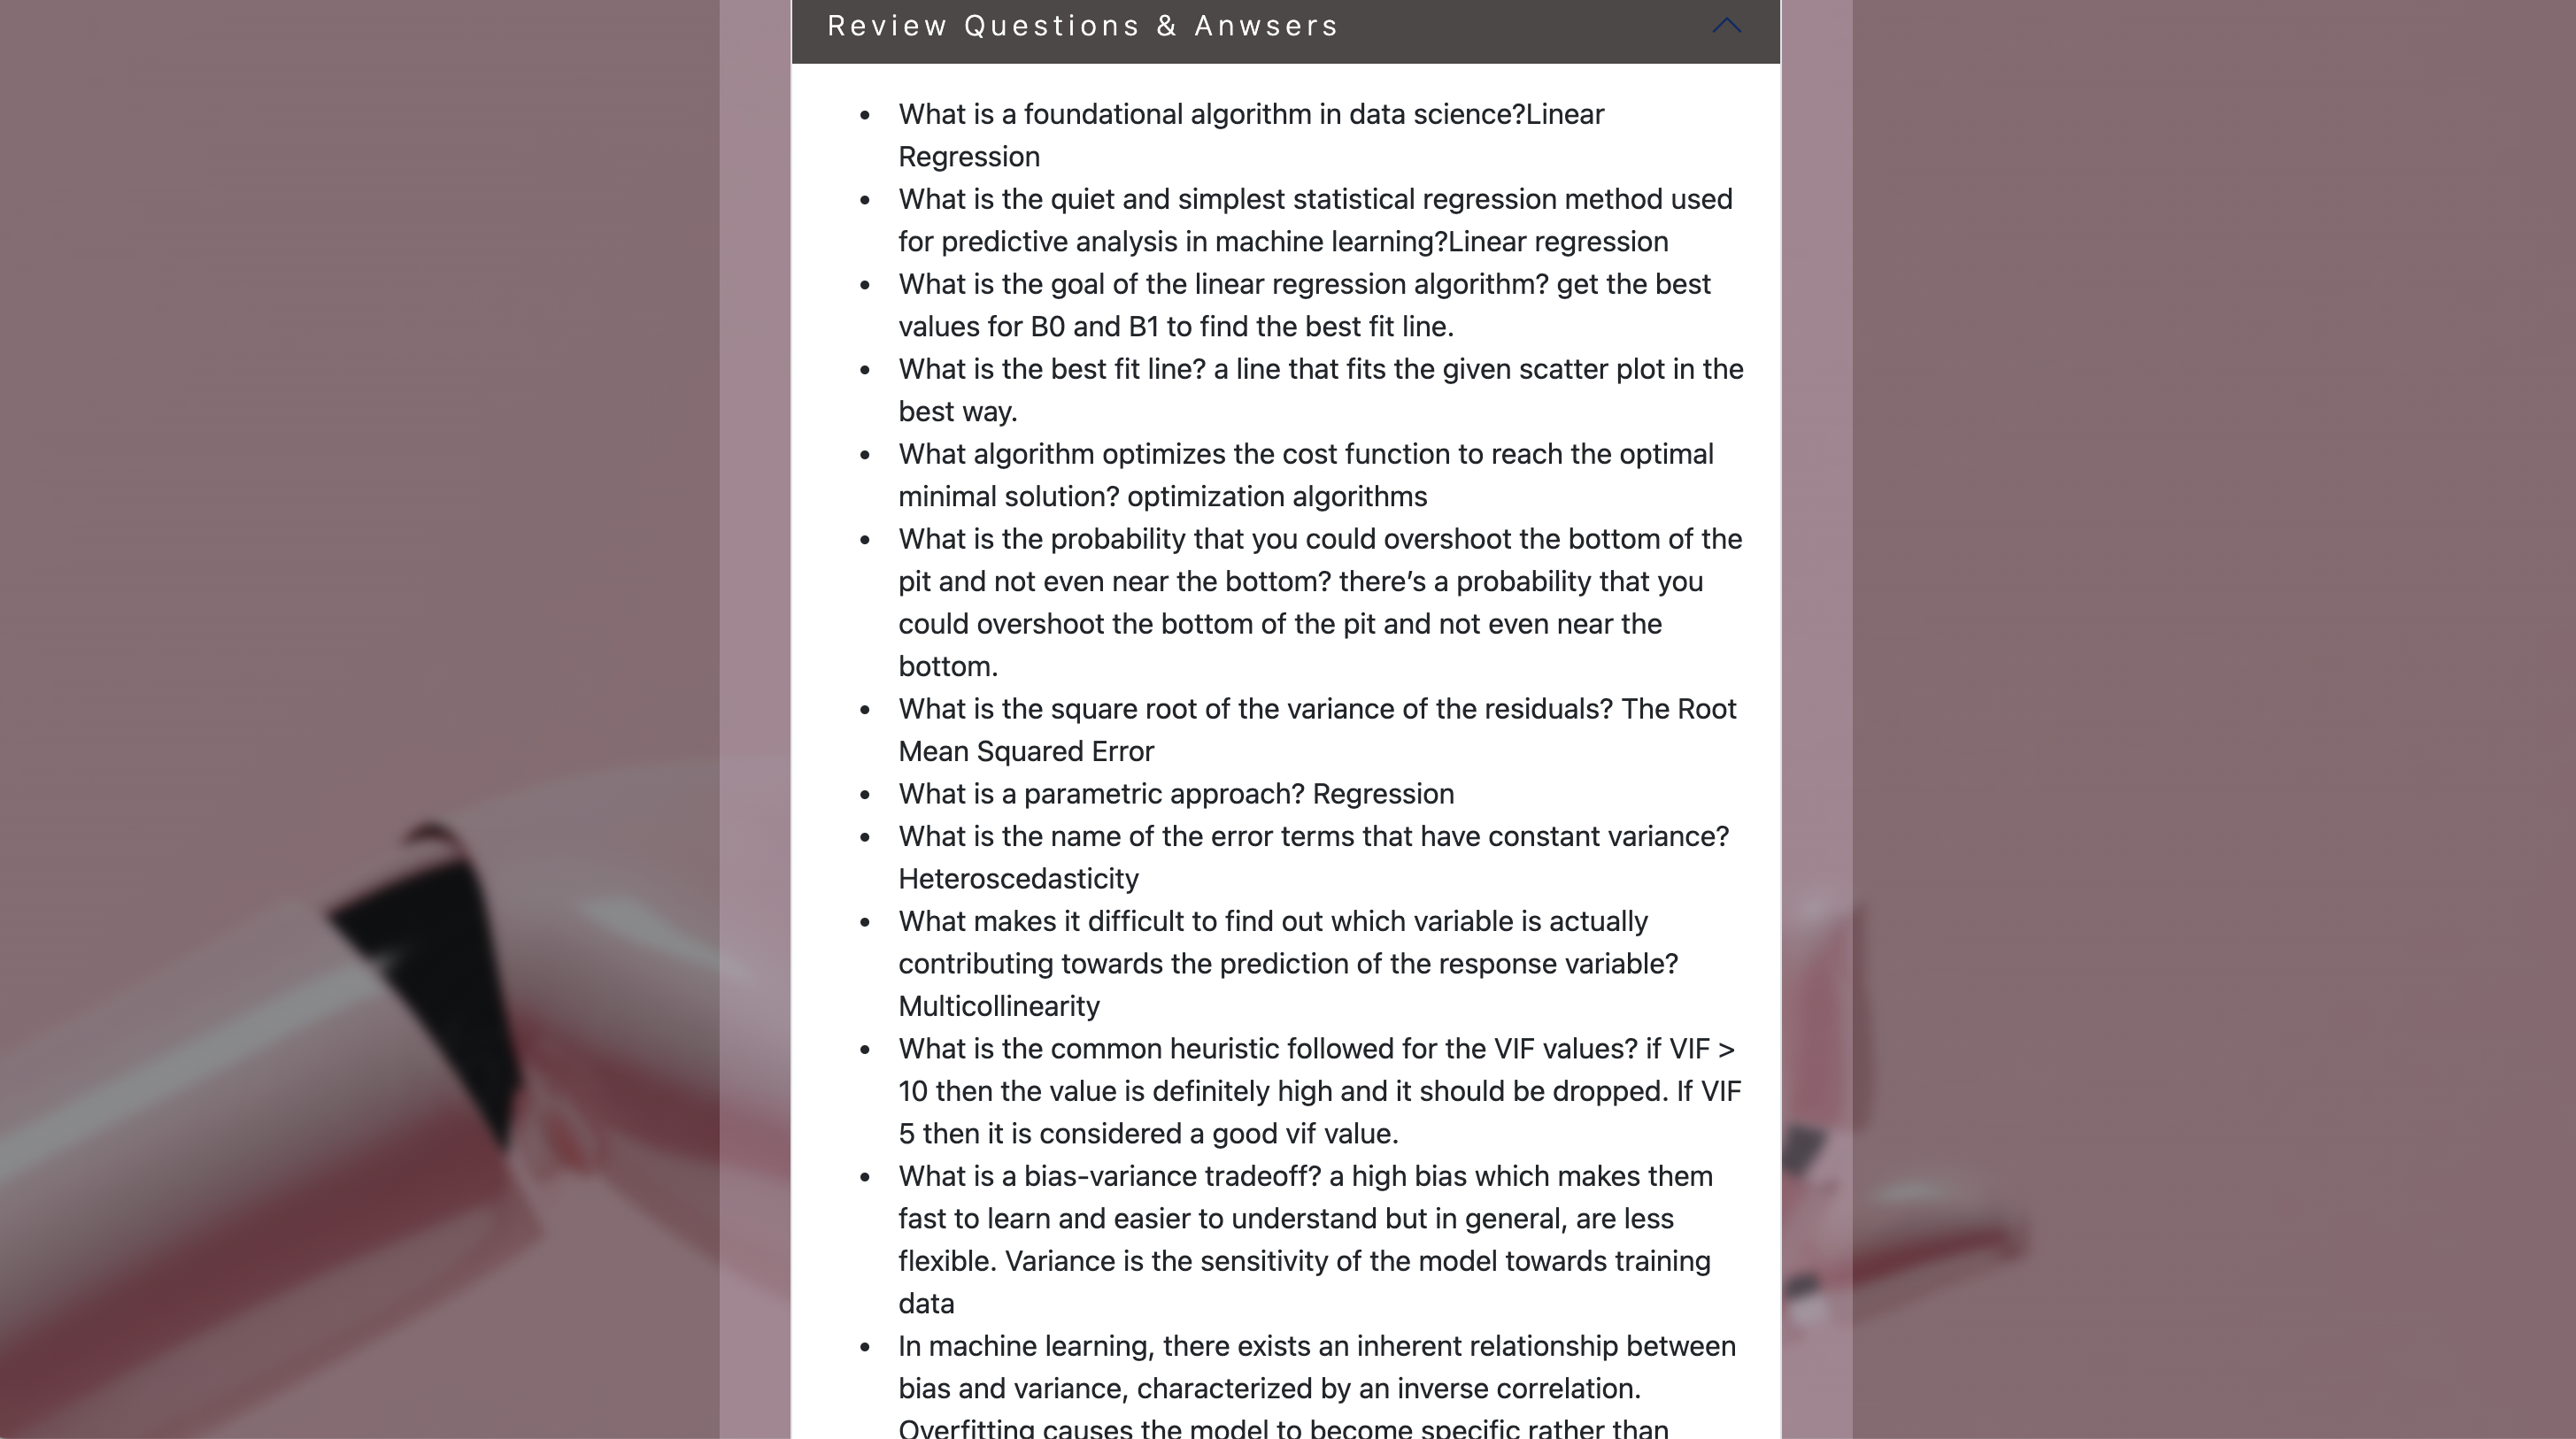 Review Questions & Anwsers
What is a foundational algorithm in data science?Linear
Regression
What is the quiet and simplest statistical regression method used
for predictive analysis in machine learning?Linear regression
What is the goal of the linear regression algorithm? get the best
values for B0 and B1 to find the best fit line.
What is the best fit line? a line that fits the given scatter plot in the
best way.
What algorithm optimizes the cost function to reach the optimal
minimal solution? optimization algorithms
What is the probability that you could overshoot the bottom of the
pit and not even near the bottom? there’s a probability that you
could overshoot the bottom of the pit and not even near the
bottom.
What is the square root of the variance of the residuals? The Root
Mean Squared Error
What is a parametric approach? Regression
What is the name of the error terms that have constant variance?
Heteroscedasticity
What makes it difficult to find out which variable is actually
contributing towards the prediction of the response variable?
Multicollinearity
What is the common heuristic followed for the VIF values? if VIF >
10 then the value is definitely high and it should be dropped. If VIF
5 then it is considered a good vif value.
What is a bias-variance tradeoff? a high bias which makes them
fast to learn and easier to understand but in general, are less
flexible. Variance is the sensitivity of the model towards training
data
In machine learning, there exists an inherent relationship between
bias and variance, characterized by an inverse correlation.
Overfitting causes the model to become specific rather than